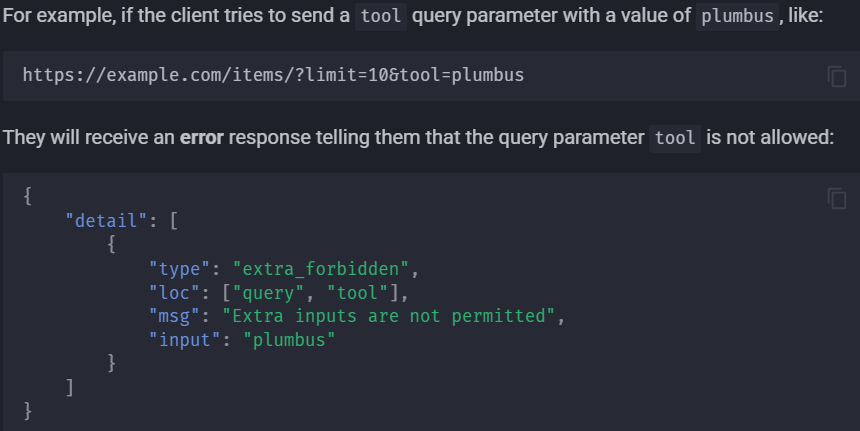 For example, if the client tries to send a tool query parameter with a value of plumbus, like:
https://example.com/items/?limit=10&tool=plumbus
They will receive an error response telling them that the query parameter tool is not allowed:
{
    "detail": [
        {
            "type": "extra_forbidden",
            "loc": ["query", "tool"],
            "msg": "Extra inputs are not permitted",
            "input": "plumbus"
        }
    ]
}